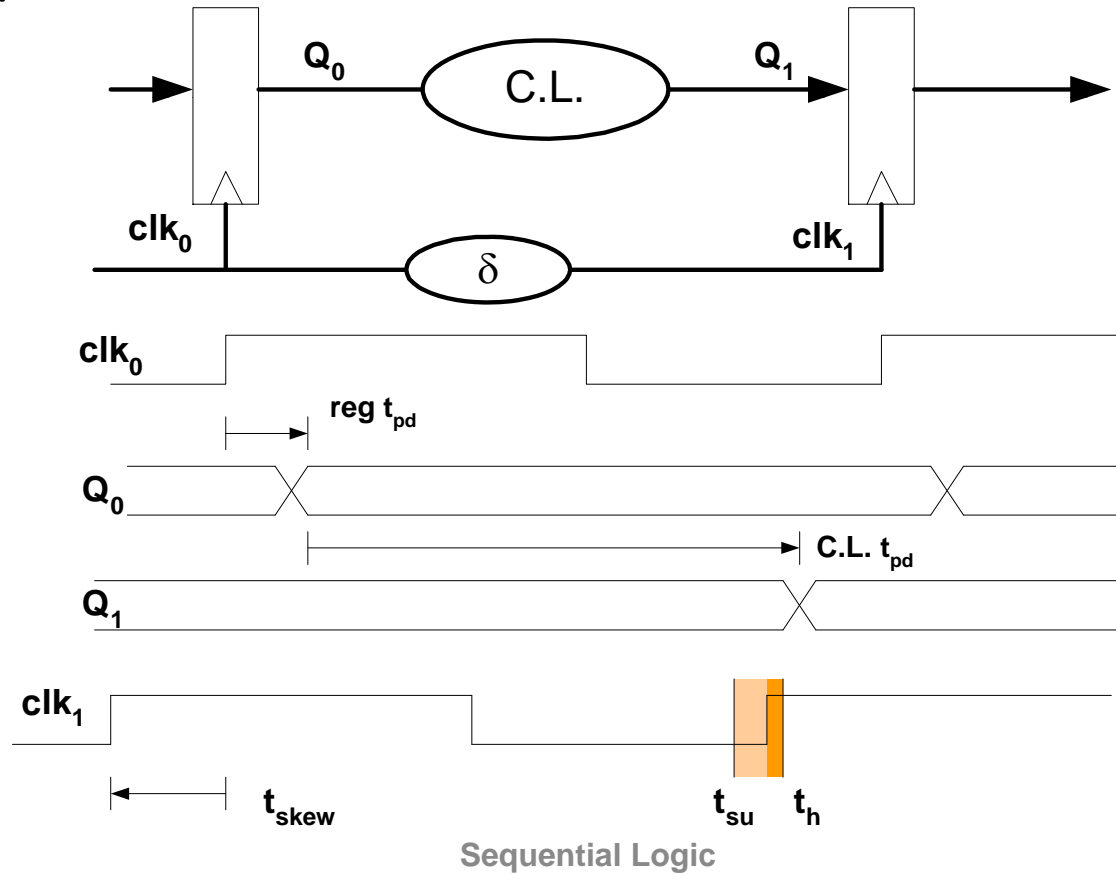 Q₀ C.L. Q₁
clk₀ δ clk₁
clk₀
reg tₚd
Q₀
C.L. tₚd
Q₁
clk₁
tskew tsu th
Sequential Logic